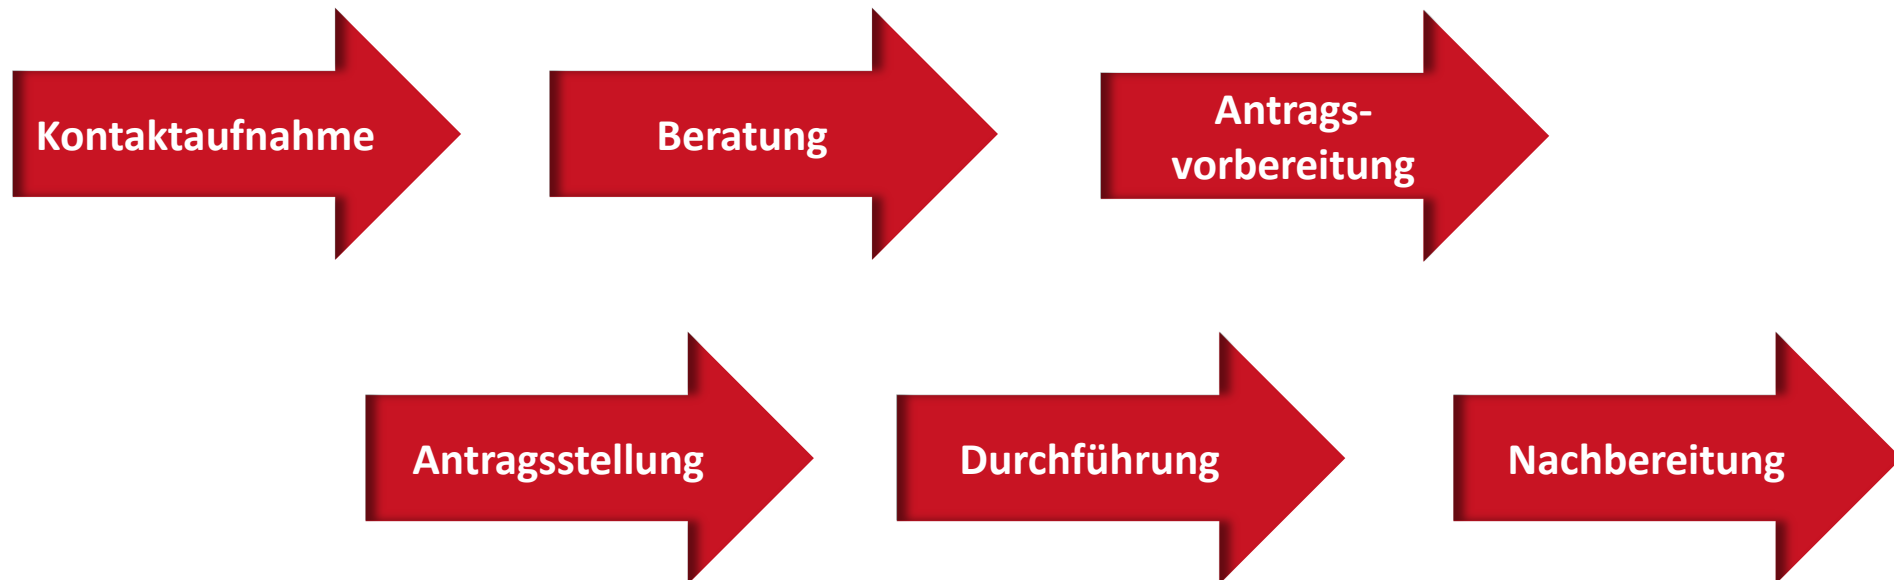 Kontaktaufnahme
Beratung
Antrags-
vorbereitung
Antragsstellung
Durchführung
Nachbereitung